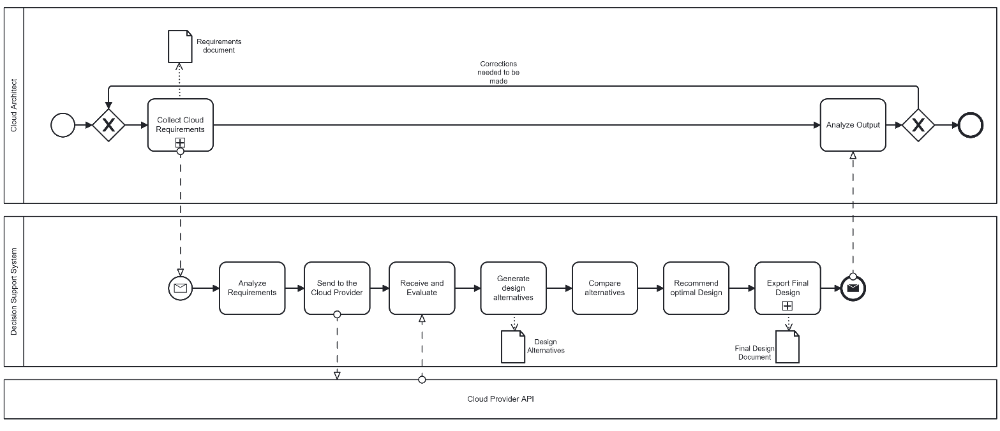 Cloud Architect
Requirements
document
Corrections
needed to be
made
Collect Cloud
Requirements
Analyze Output
Decision Support System
Analyze
Requirements
Send to the
Cloud Provider
Receive and
Evaluate
Generate
design
alternatives
Compare
alternatives
Recommend
optimal Design
Export Final
Design
Design
Alternatives
Final Design
Document
Cloud Provider API